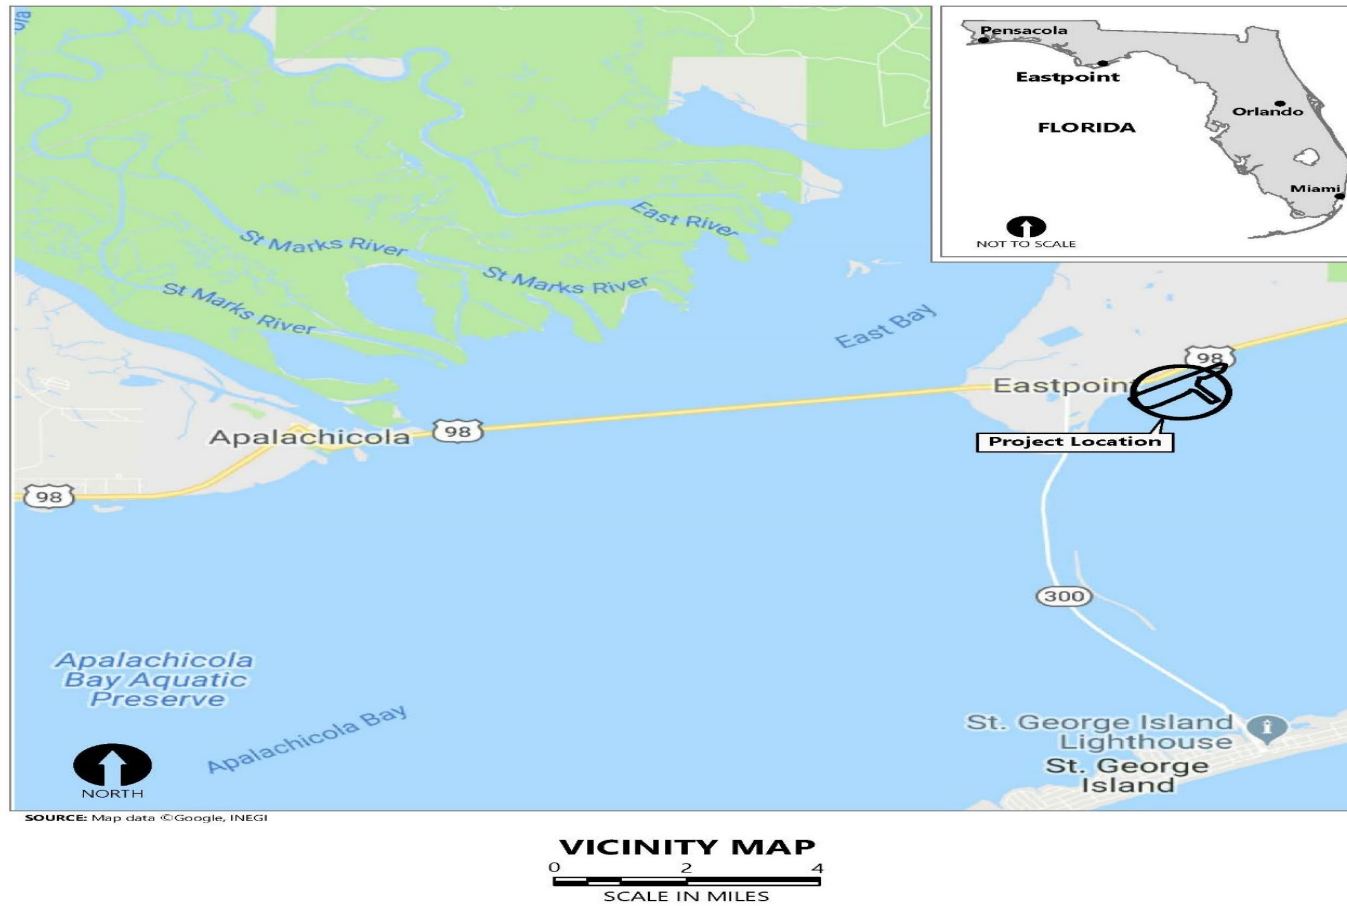 Pensacola
Eastpoint
Orlando
FLORIDA
Miami
NOT TO SCALE
East River
St Marks River
St Marks River
St Marks River
East Bay
98
Eastpoin
Apalachicola
98
Project Location
98
300
Apalachicola
Bay Aquatic
Preserve
Apalachicola Bay
St. George Island
Lighthouse
St. George
Island
NORTH
SOURCE: Map data ©Google, INEGI
VICINITY MAP
0 2 4
SCALE IN MILES